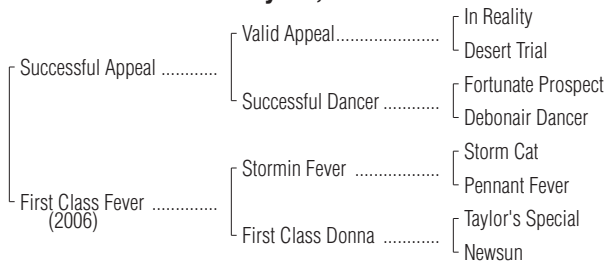 In Reality
Valid Appeal
Desert Trial
Successful Appeal
Fortunate Prospect
Successful Dancer
Debonair Dancer
Storm Cat
Stormin Fever
Pennant Fever
First Class Fever
(2006)
Taylor's Special
First Class Donna
Newsun